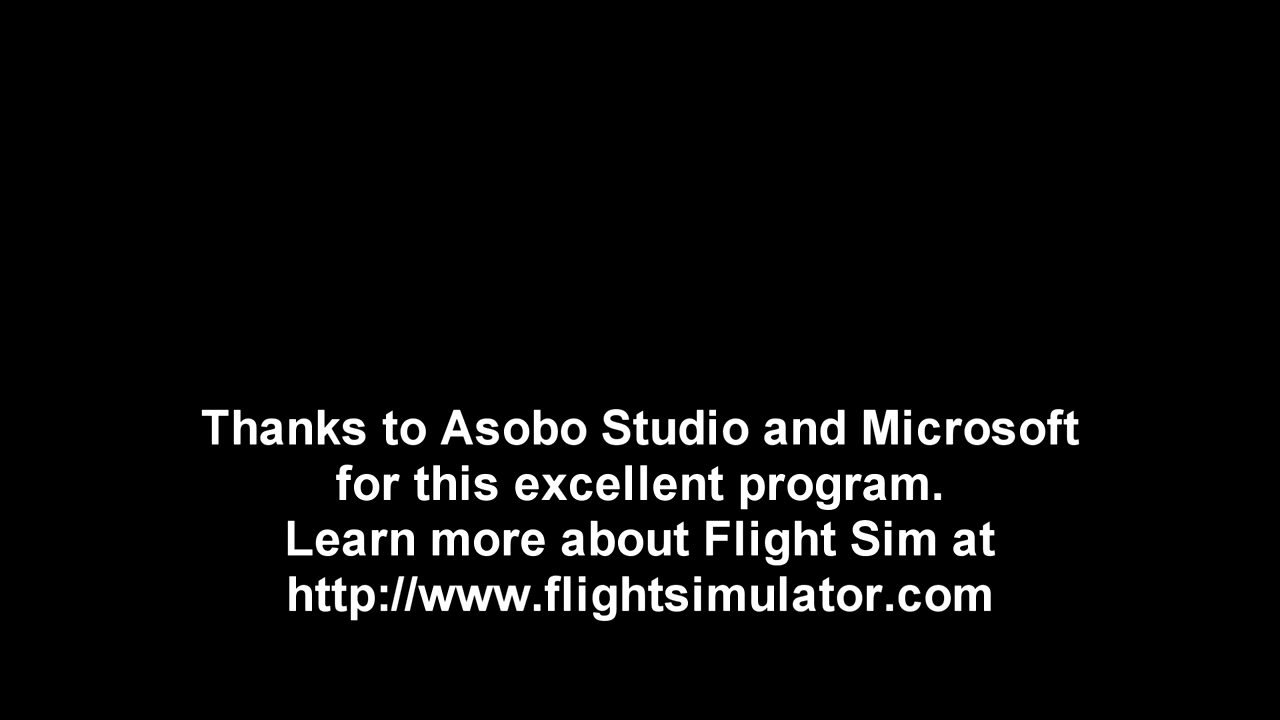 Thanks to Asobo Studio and Microsoft
for this excellent program.
Learn more about Flight Sim at
http://www.flightsimulator.com